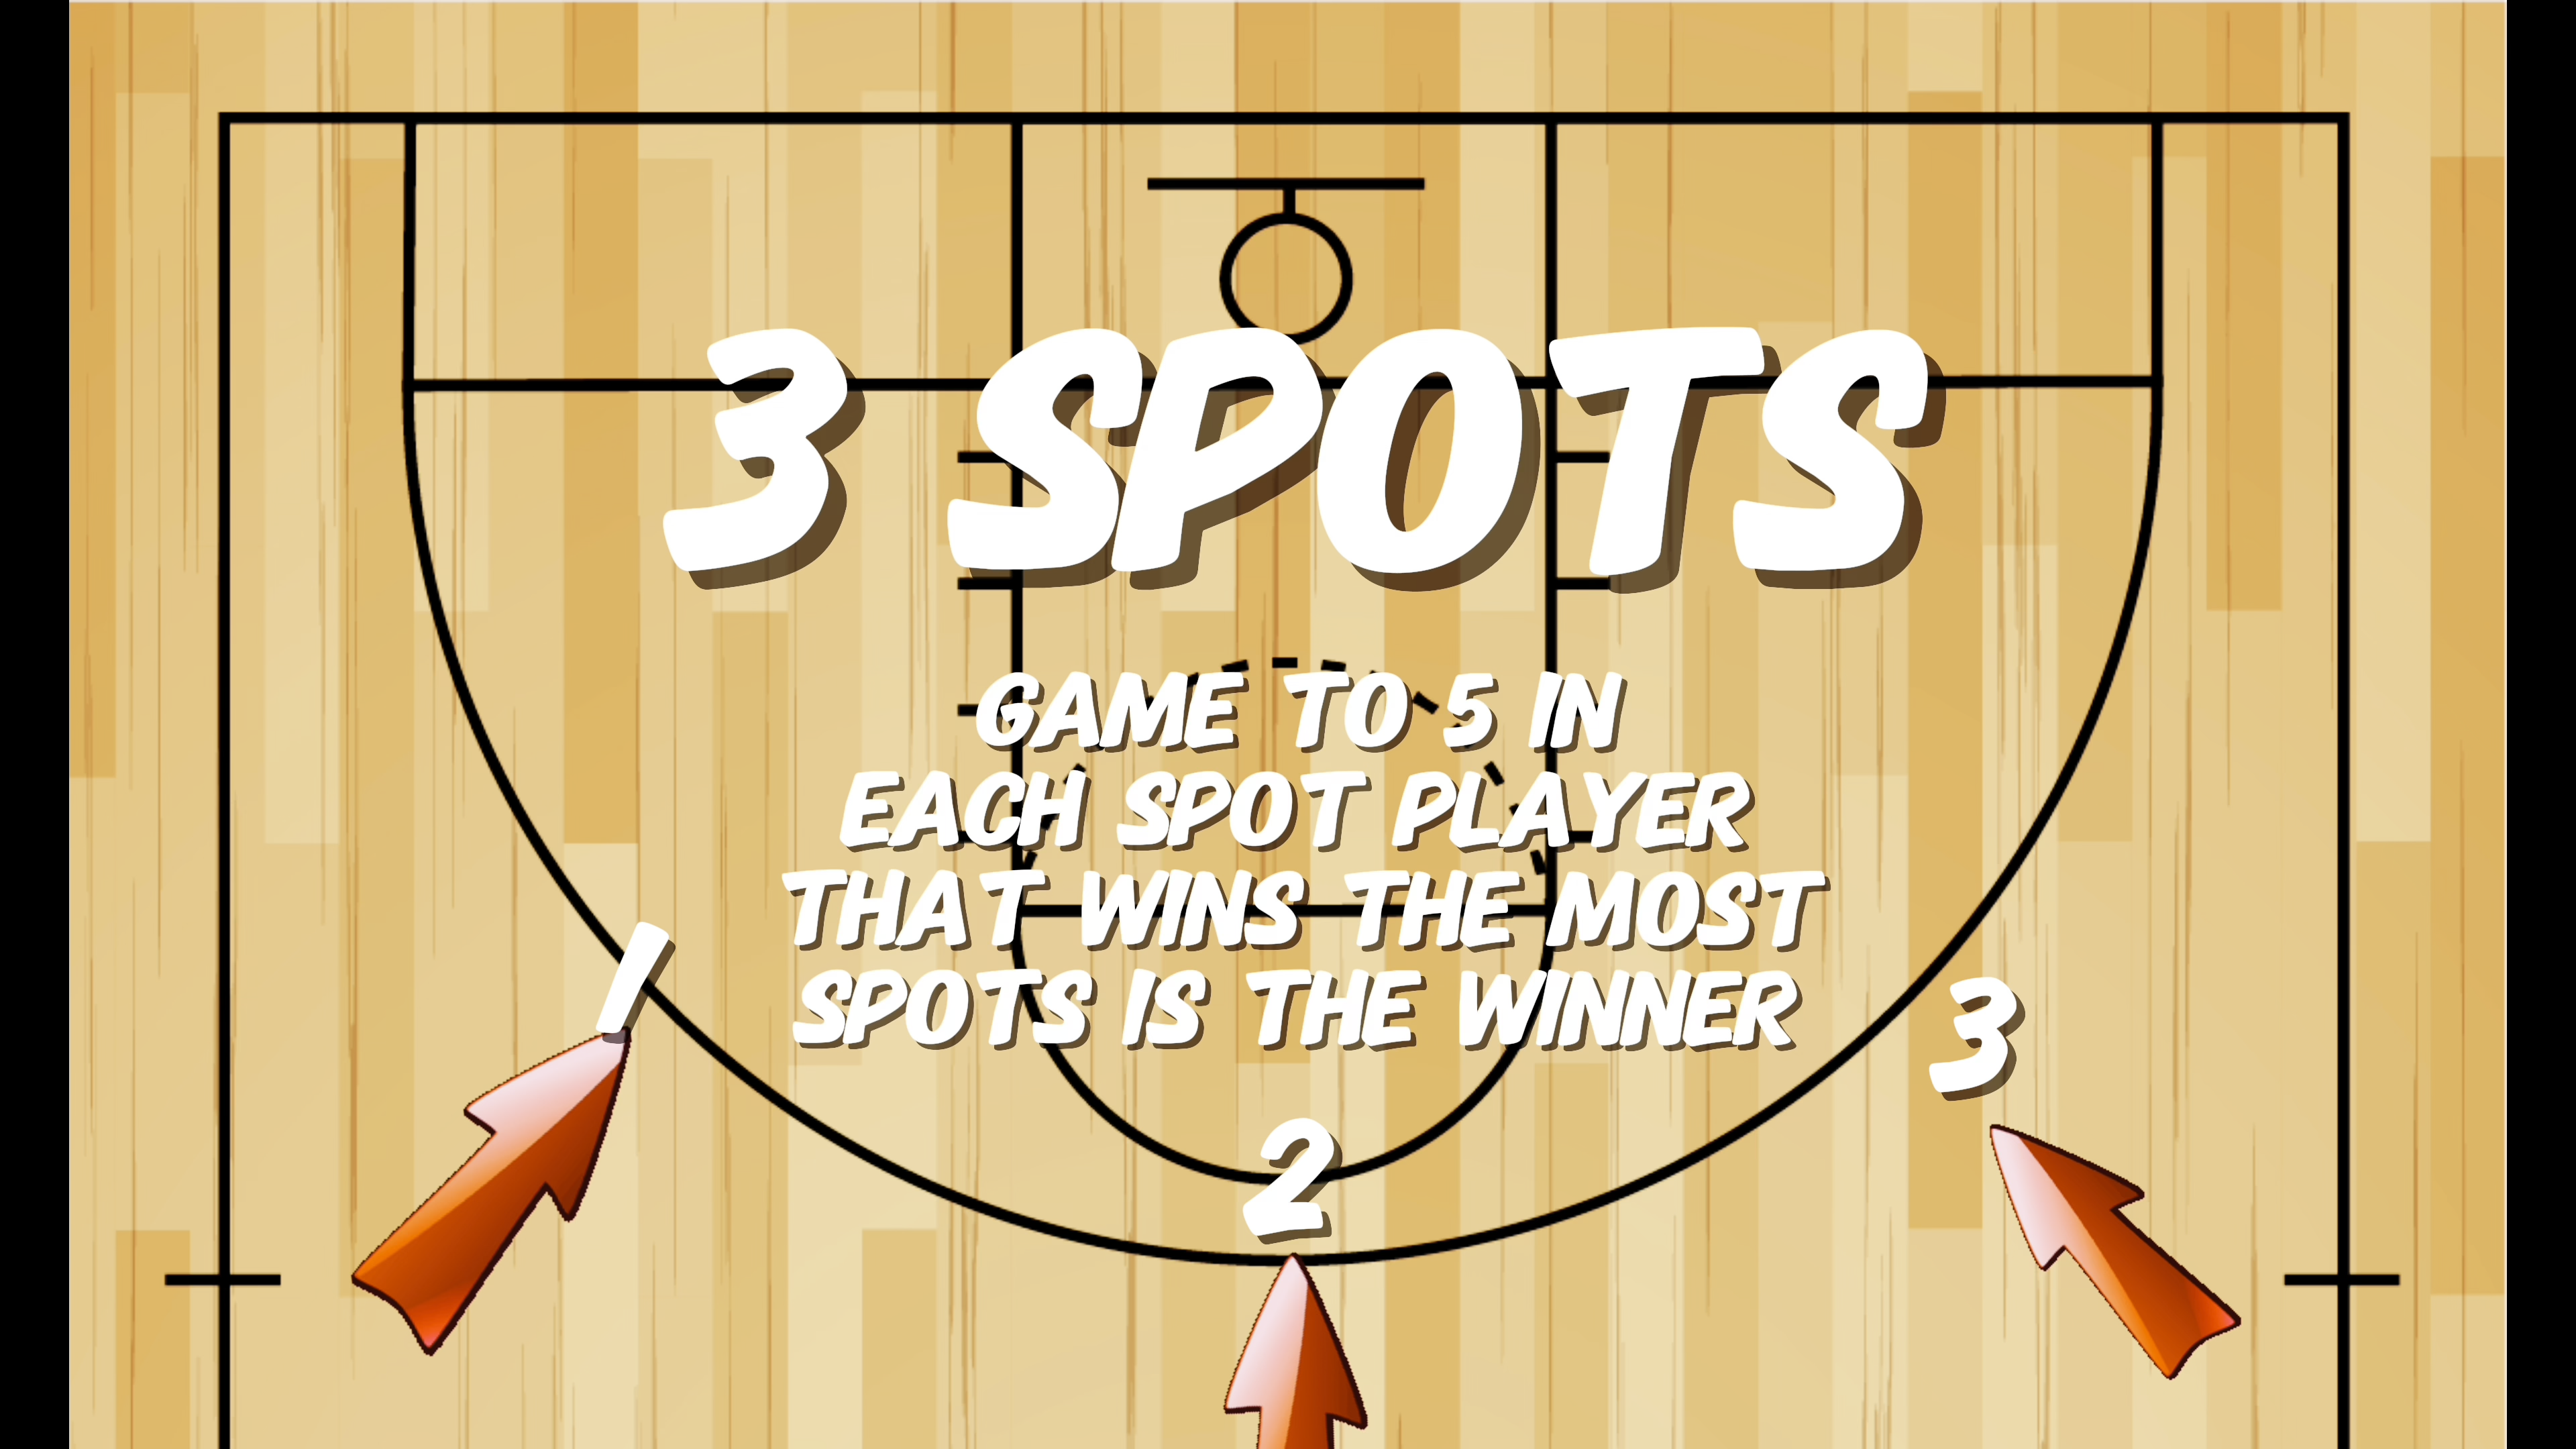 3 SPOTS
GAME TO 5 IN
EACH SPOT PLAYER
THAT WINS THE MOST
SPOTS IS THE WINNER
1
3
2